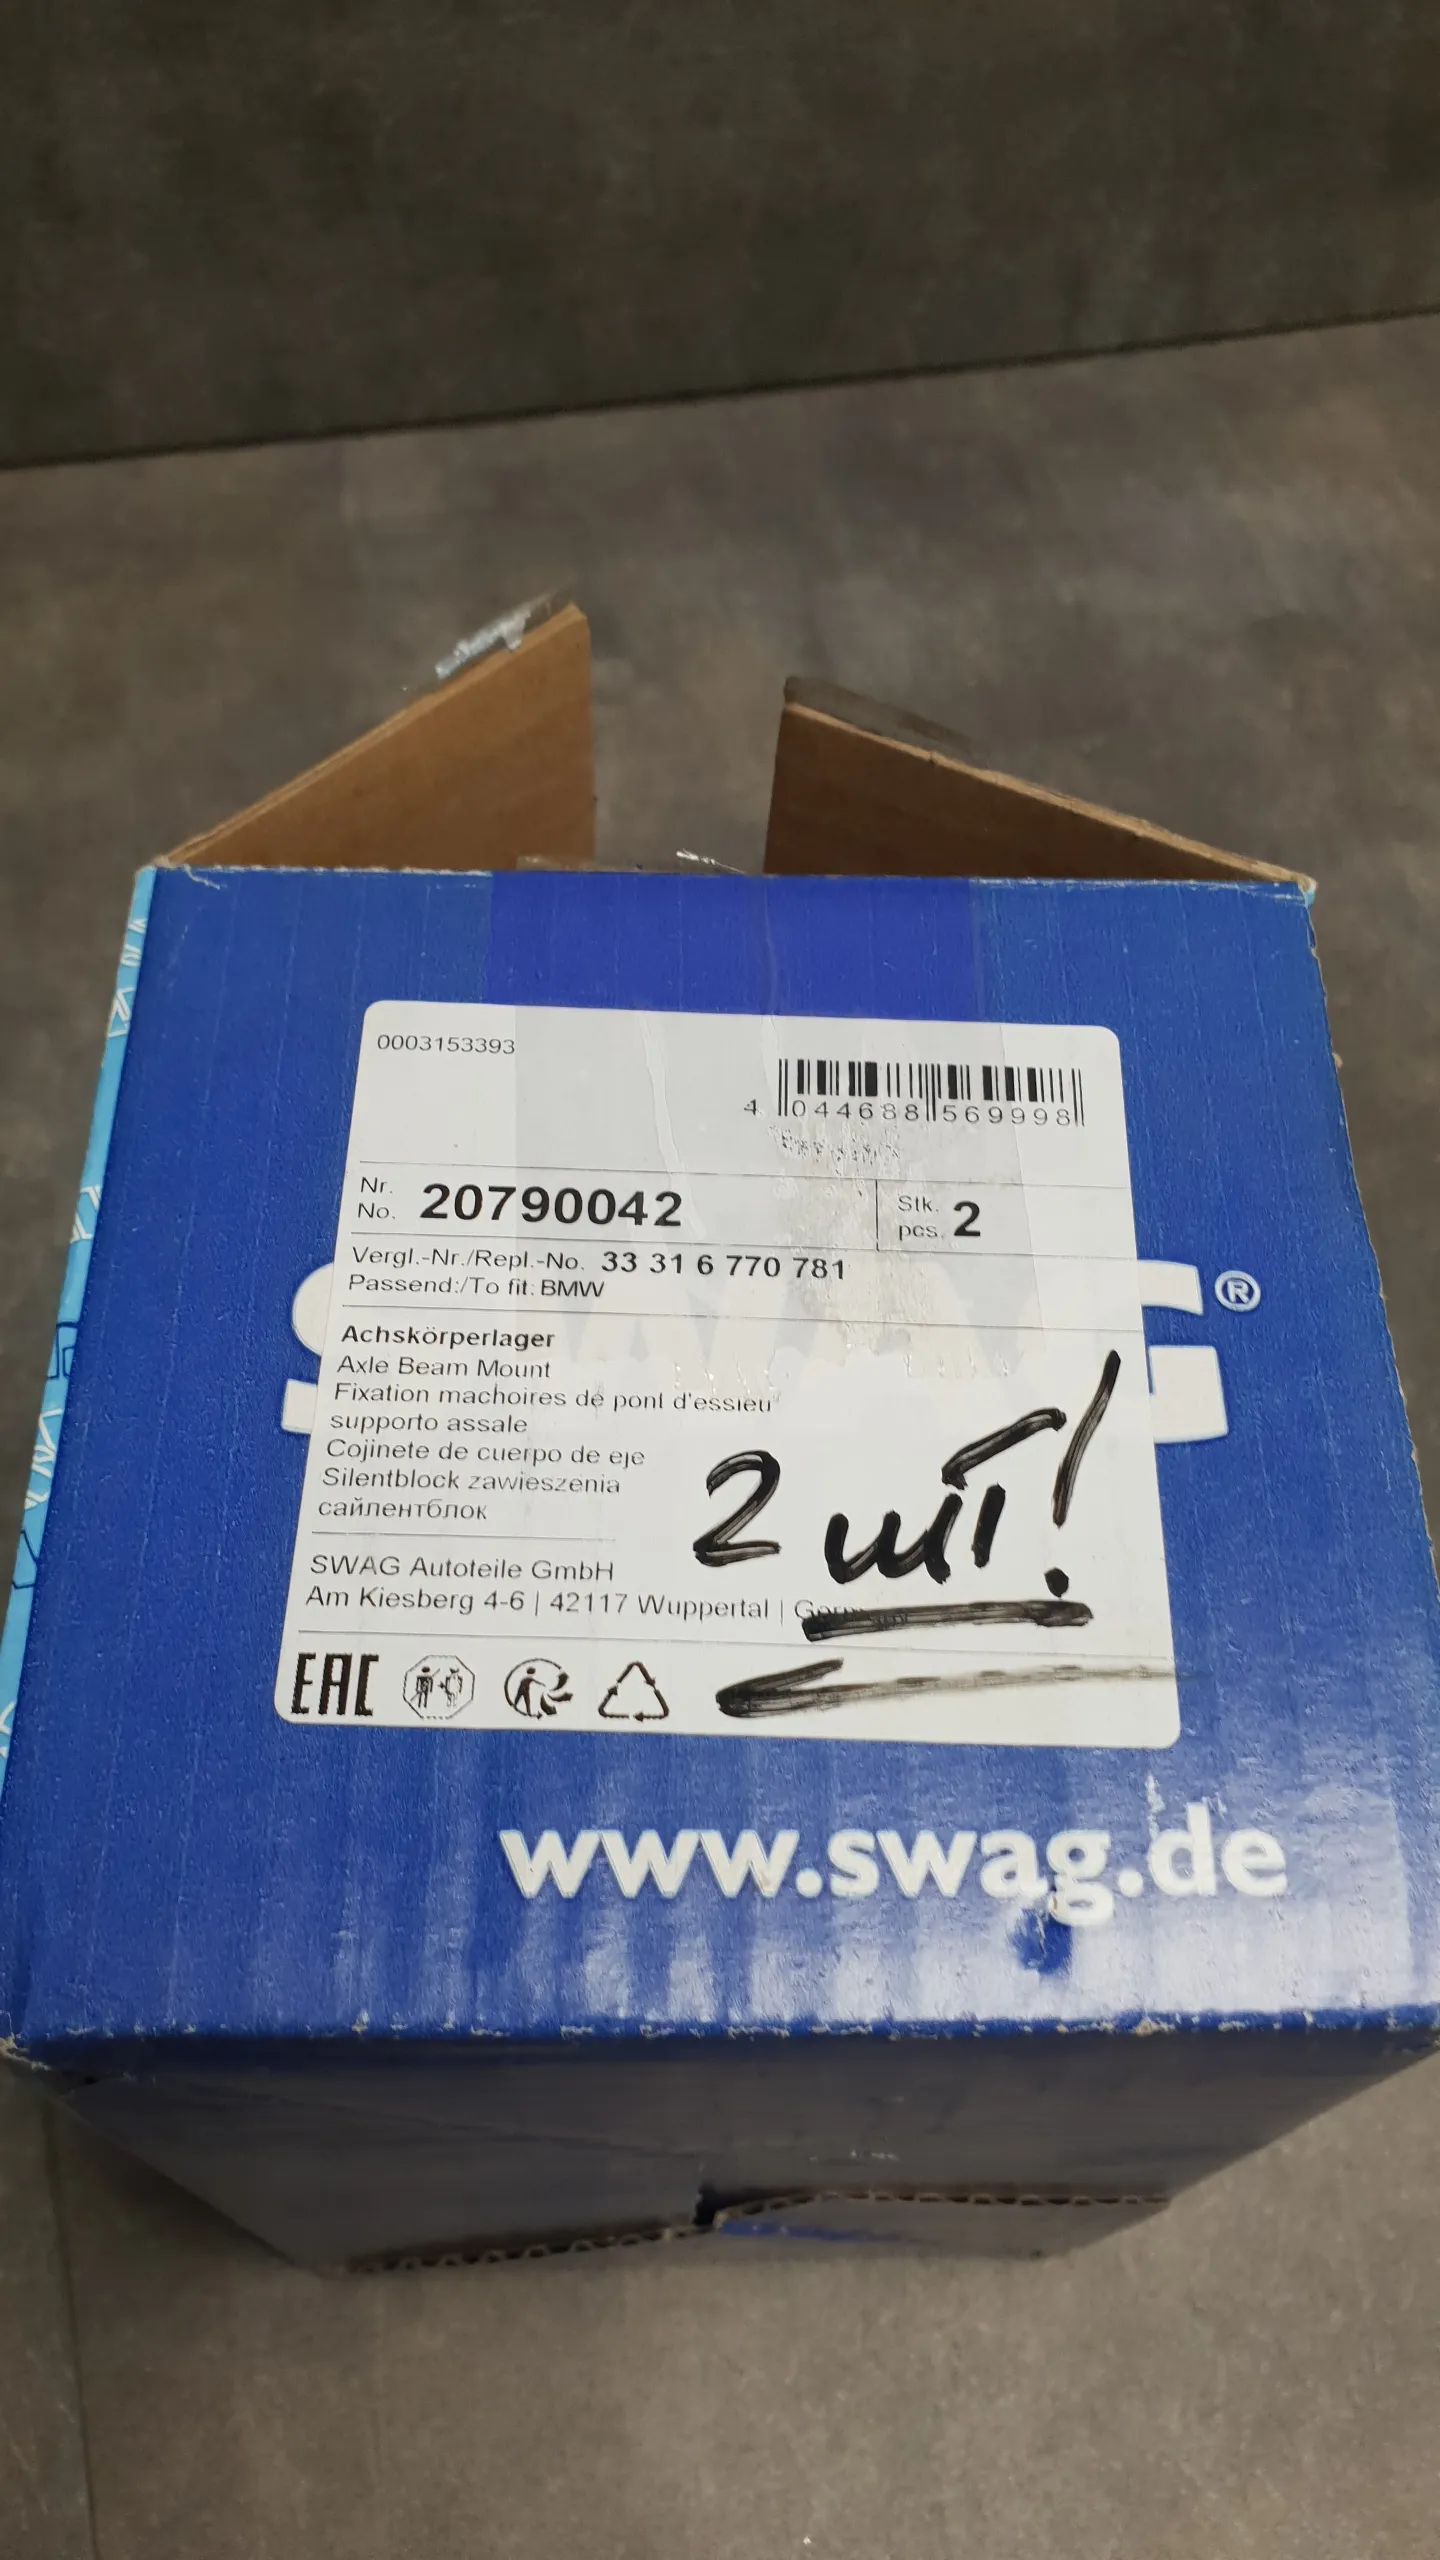 0003153393
4 044688 569998
Nr.
No. 20790042
Stk.
pcs. 2
Vergl.-Nr./Repl.-No. 33 31 6 770 781
Passend:/To fit: BMW
®
Achskörperlager
Axle Beam Mount
Fixation machoires de pont d'essieu
supporto assale
Cojinete de cuerpo de eje
Silentblock zawieszenia
сайлентблок
2 шт!
SWAG Autoteile GmbH
Am Kiesberg 4-6 | 42117 Wuppertal | Germany
EAC
www.swag.de